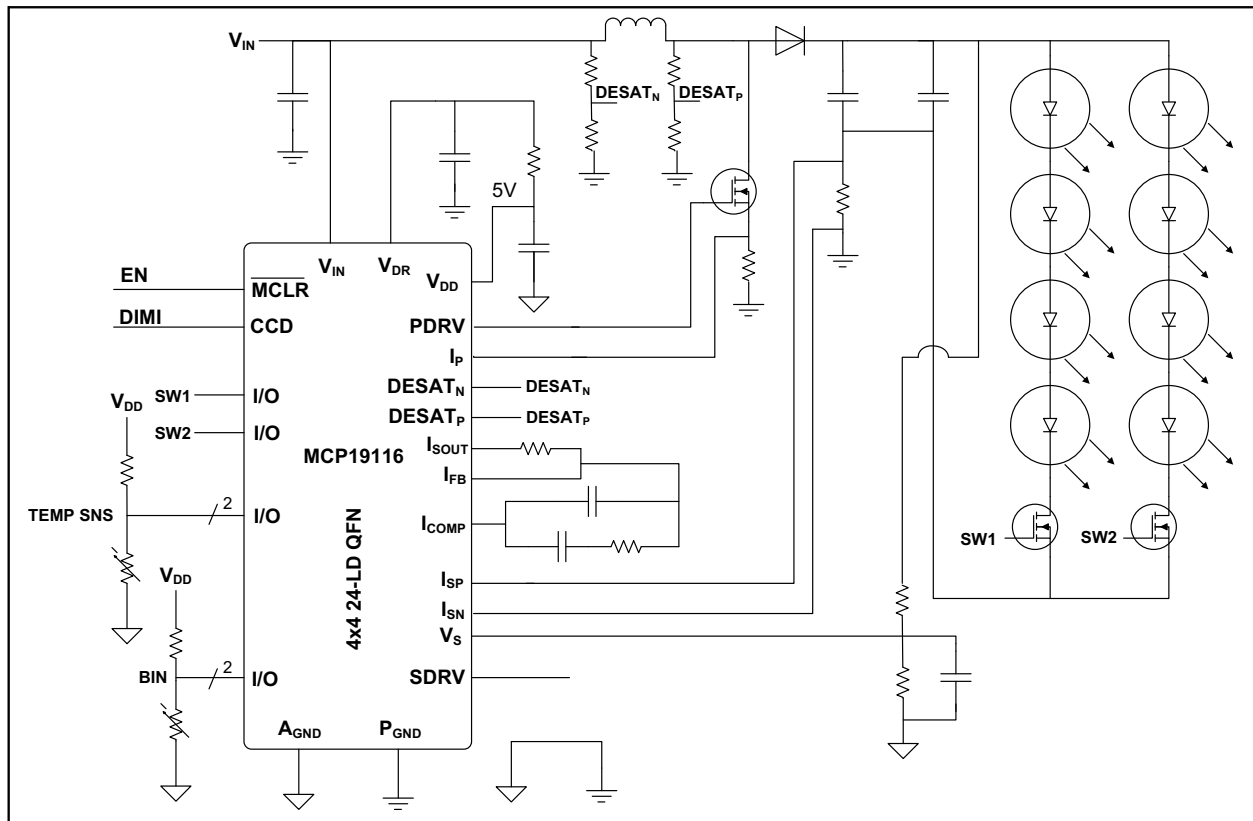 VIN
DESATN
DESATP
5V
VIN
VDR
VDD
EN
MCLR
DIMI
CCD
PDRV
IP
SW1
I/O
DESATN
DESATN
VDD
SW2
I/O
DESATP
DESATP
MCP19116
ISOUT
IFB
TEMP SNS
2
I/O
ICOMP
SW1
SW2
4x4 24-LD QFN
VDD
ISP
ISN
VS
BIN
2
I/O
SDRV
AGND
PGND